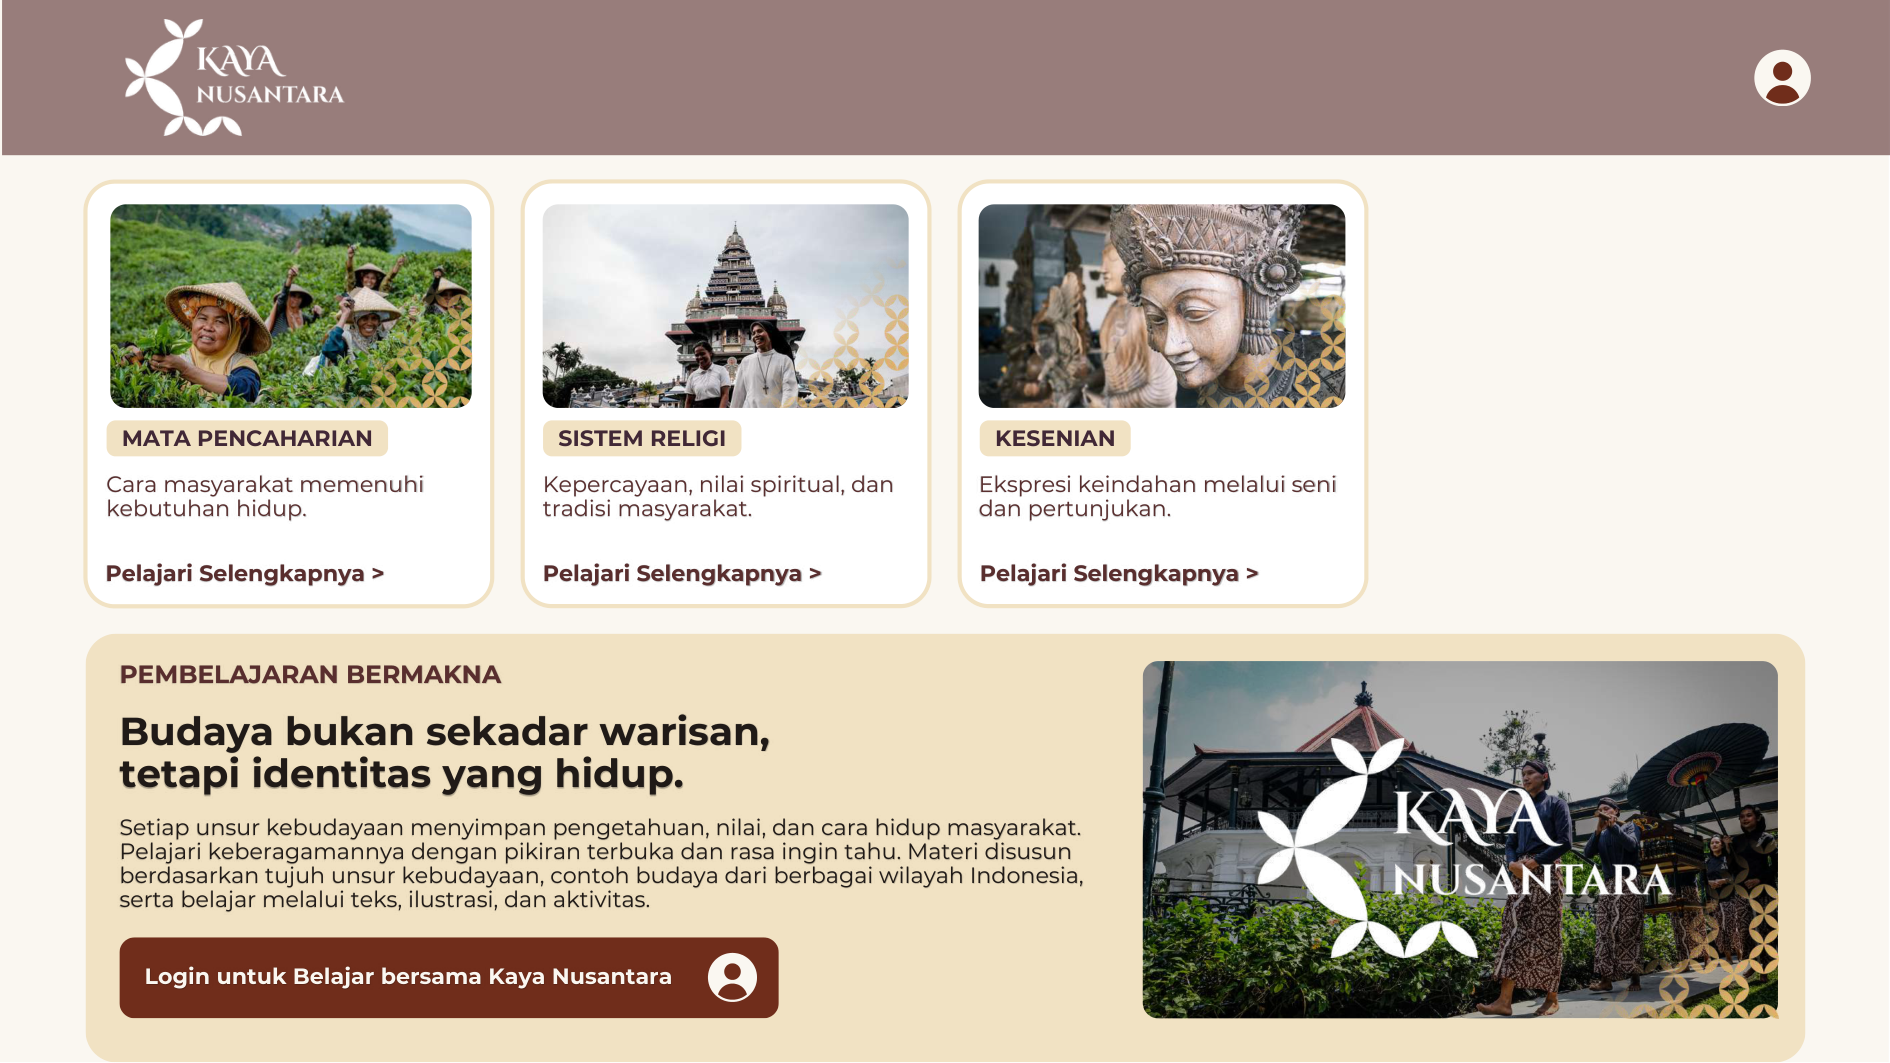 KAYA
NUSANTARA
MATA PENCAHARIAN
Cara masyarakat memenuhi
kebutuhan hidup.
Pelajari Selengkapnya >
SISTEM RELIGI
Kepercayaan, nilai spiritual, dan
tradisi masyarakat.
Pelajari Selengkapnya >
KESENIAN
Ekspresi keindahan melalui seni
dan pertunjukan.
Pelajari Selengkapnya >
PEMBELAJARAN BERMAKNA
Budaya bukan sekadar warisan,
tetapi identitas yang hidup.
Setiap unsur kebudayaan menyimpan pengetahuan, nilai, dan cara hidup masyarakat.
Pelajari keberagamannya dengan pikiran terbuka dan rasa ingin tahu. Materi disusun
berdasarkan tujuh unsur kebudayaan, contoh budaya dari berbagai wilayah Indonesia,
serta belajar melalui teks, ilustrasi, dan aktivitas.
Login untuk Belajar bersama Kaya Nusantara
KAYA
NUSANTARA